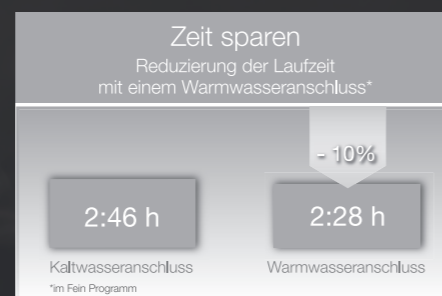 Zeit sparen
Reduzierung der Laufzeit
mit einem Warmwasseranschluss*
- 10%
2:46 h
2:28 h
Kaltwasseranschluss
Warmwasseranschluss
*im Fein Programm